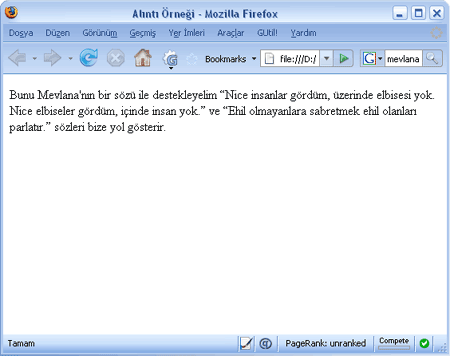 Alıntı Örneği - Mozilla Firefox
Dosya Düzen Görünüm Geçmiş Yer İmleri Araçlar GUtil! Yardım
Bookmarks file:///D:/ G mevlana
Bunu Mevlana'nın bir sözü ile destekleyelim “Nice insanlar gördüm, üzerinde elbisesi yok.
Nice elbiseler gördüm, içinde insan yok.” ve “Ehil olmayanlara sabretmek ehil olanları
parlatır.” sözleri bize yol gösterir.
Tamam PageRank: unranked Compete